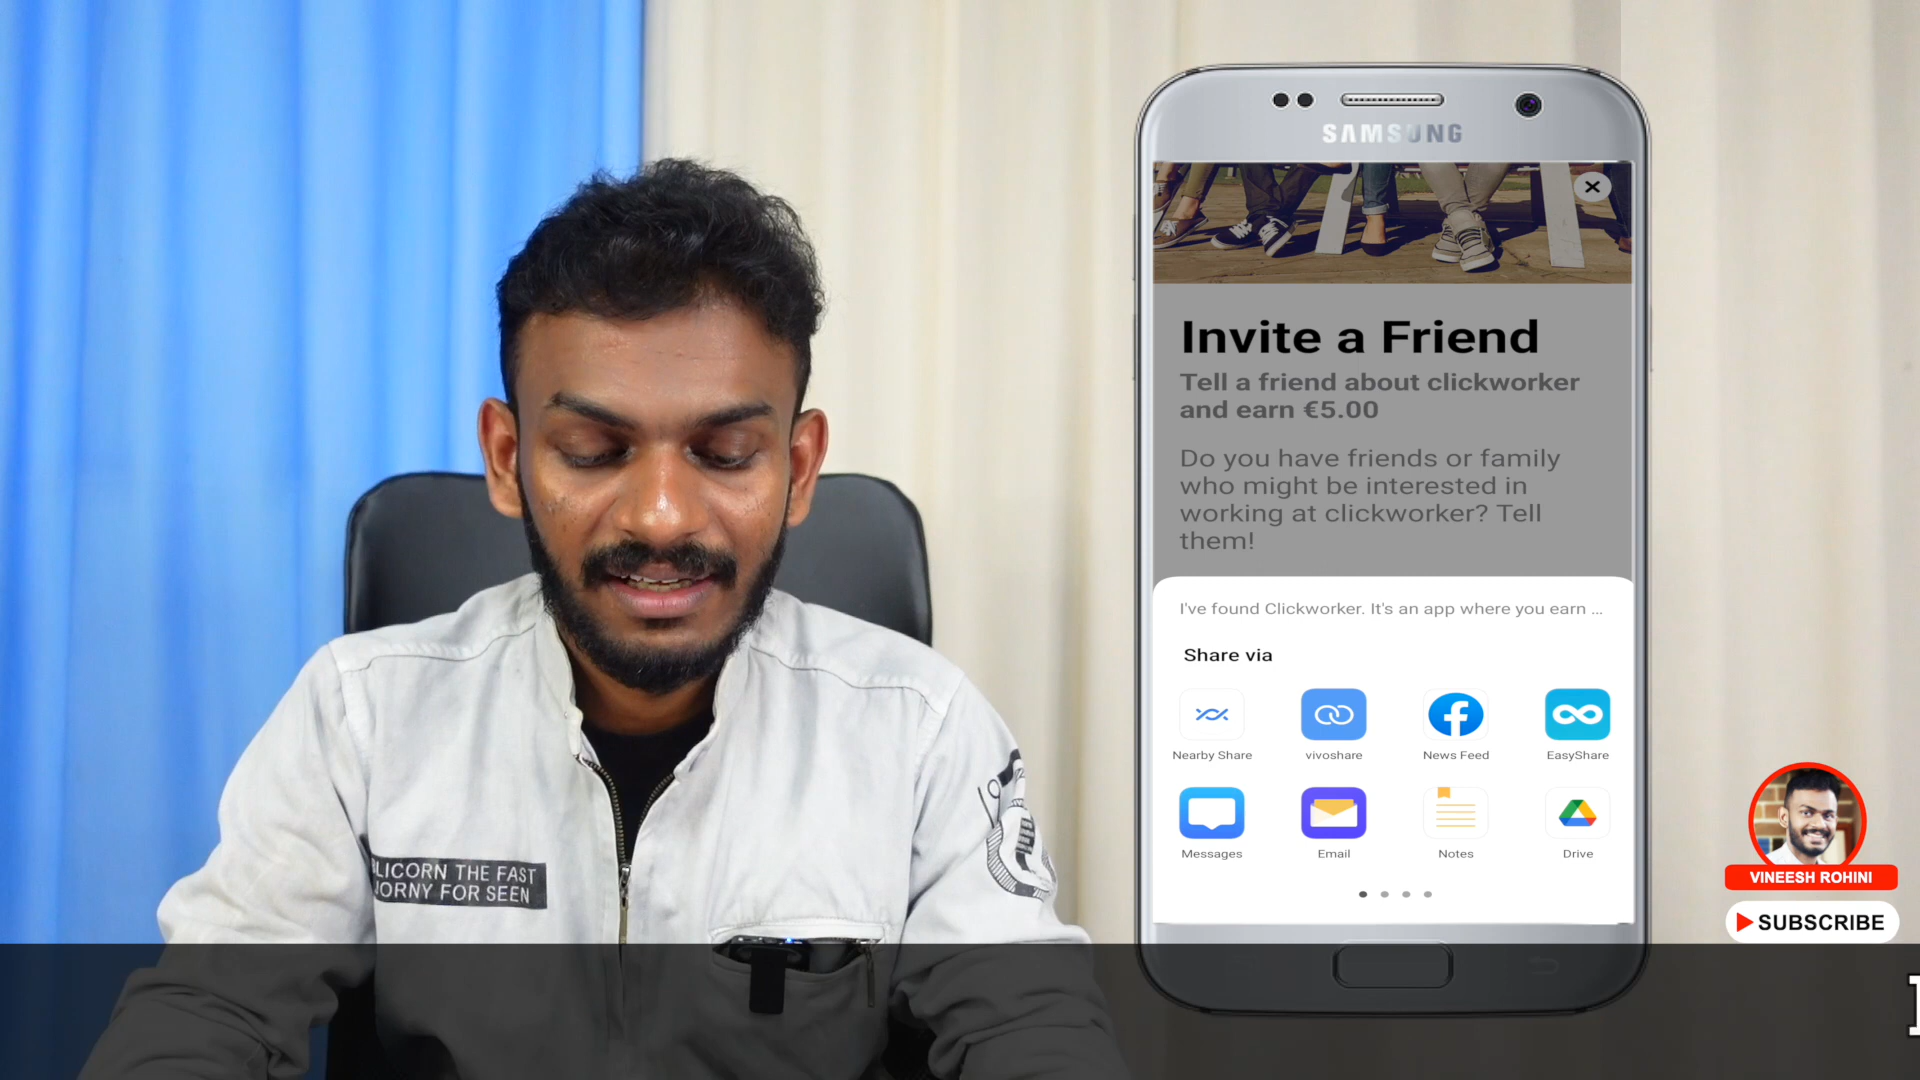 SAMSUNG
Invite a Friend
Tell a friend about clickworker
and earn €5.00
Do you have friends or family
who might be interested in
working at clickworker? Tell
them!
I've found Clickworker. It's an app where you earn ...
Share via
Nearby Share
vivoshare
News Feed
EasyShare
Messages
Email
Notes
Drive
LICORN THE FAST
JORNY FOR SEEN
VINEESH ROHINI
SUBSCRIBE